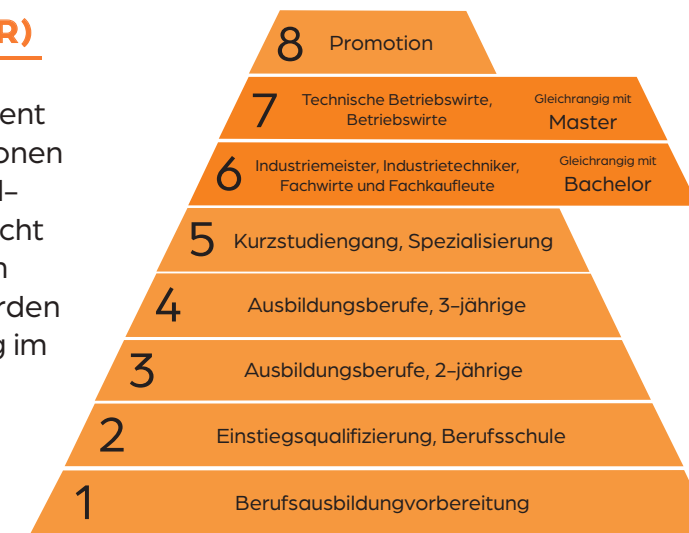 R)
ent
onen
l-
cht
n
rden
g im
8 Promotion
7 Technische Betriebswirte,
Betriebswirte
Gleichrangig mit
Master
6 Industriemeister, Industrietechniker,
Fachwirte und Fachkaufleute
Gleichrangig mit
Bachelor
5 Kurzstudiengang, Spezialisierung
4 Ausbildungsberufe, 3-jährige
3 Ausbildungsberufe, 2-jährige
2 Einstiegsqualifizierung, Berufsschule
1 Berufsausbildungvorbereitung